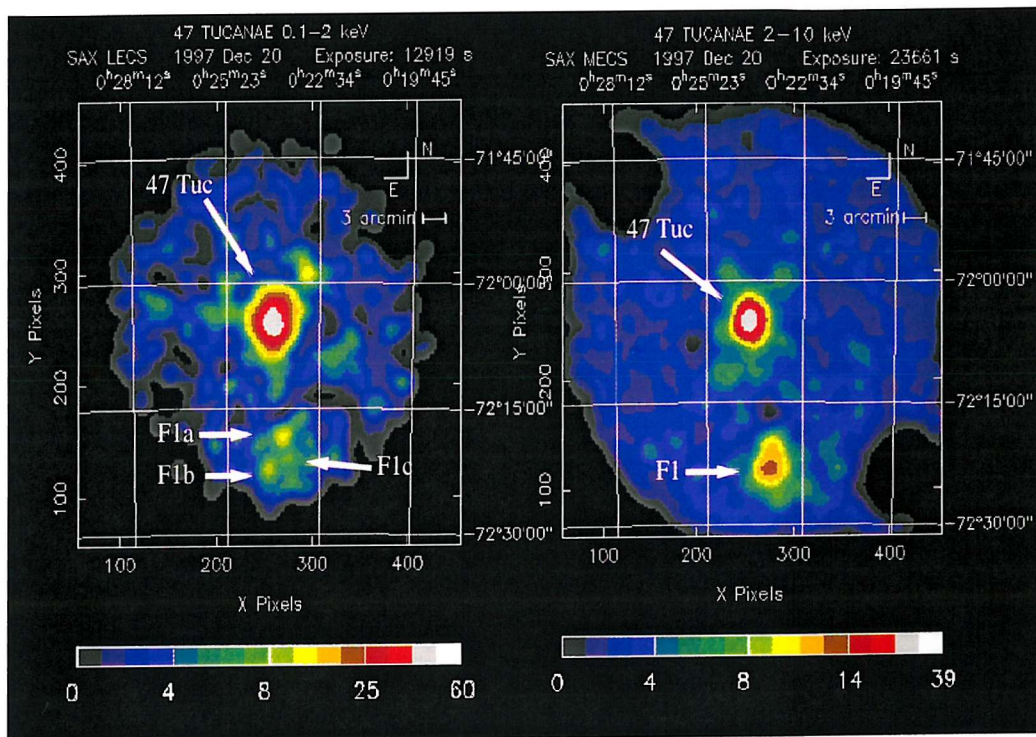 47 TUCANAE 0.1-2 keV
SAX LECS 1997 Dec 20 Exposure: 12919 s
0h28m12s 0h25m23s 0h22m34s 0h19m45s
400
300
200
100
Y Pixels
47 Tuc
N
E
3 arcmin
F1a
F1b
F1c
-71°45'00"
-72°00'00"
-72°15'00"
-72°30'00"
100 200 300 400
X Pixels
0 4 8 25 60
47 TUCANAE 2-10 keV
SAX MECS 1997 Dec 20 Exposure: 23661 s
0h28m12s 0h25m23s 0h22m34s 0h19m45s
400
300
200
100
Y Pixels
47 Tuc
N
E
3 arcmin
F1
-71°45'00"
-72°00'00"
-72°15'00"
-72°30'00"
100 200 300 400
X Pixels
0 4 8 14 39